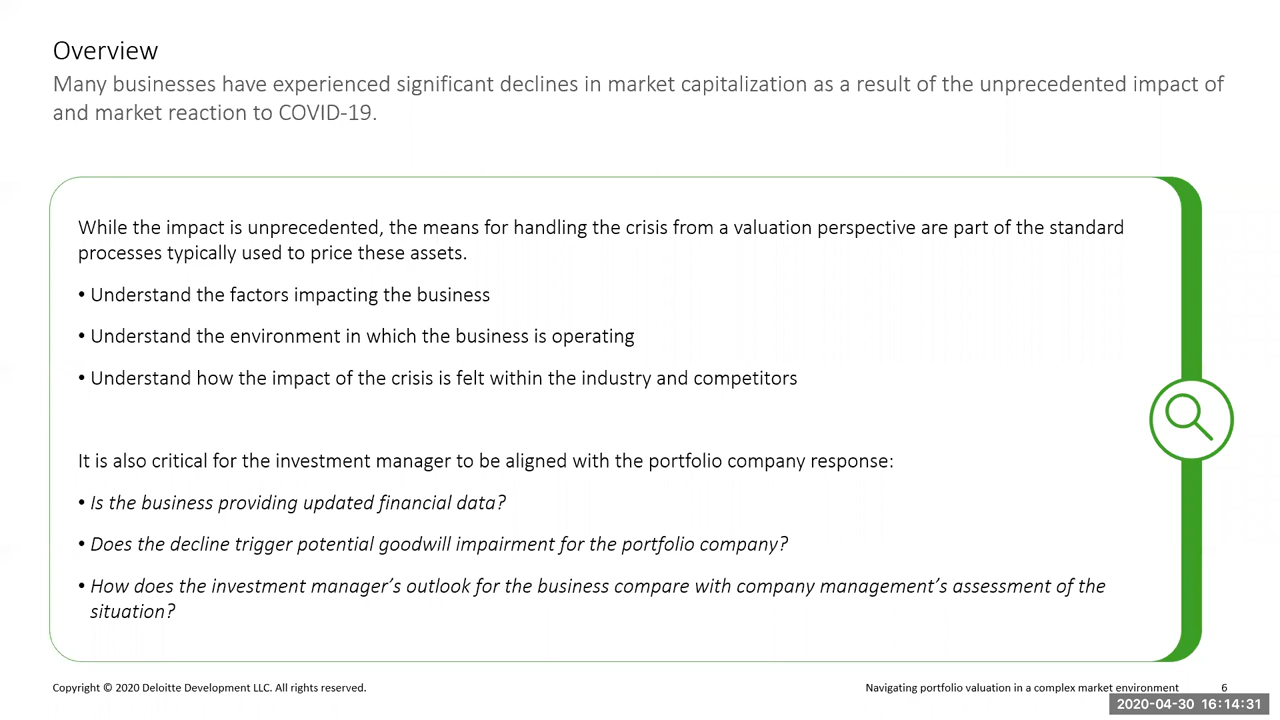 Overview
Many businesses have experienced significant declines in market capitalization as a result of the unprecedented impact of
and market reaction to COVID-19.
While the impact is unprecedented, the means for handling the crisis from a valuation perspective are part of the standard
processes typically used to price these assets.
• Understand the factors impacting the business
• Understand the environment in which the business is operating
• Understand how the impact of the crisis is felt within the industry and competitors
It is also critical for the investment manager to be aligned with the portfolio company response:
• Is the business providing updated financial data?
• Does the decline trigger potential goodwill impairment for the portfolio company?
• How does the investment manager’s outlook for the business compare with company management’s assessment of the
situation?
Copyright © 2020 Deloitte Development LLC. All rights reserved.
Navigating portfolio valuation in a complex market environment 6
2020-04-30 16:14:31